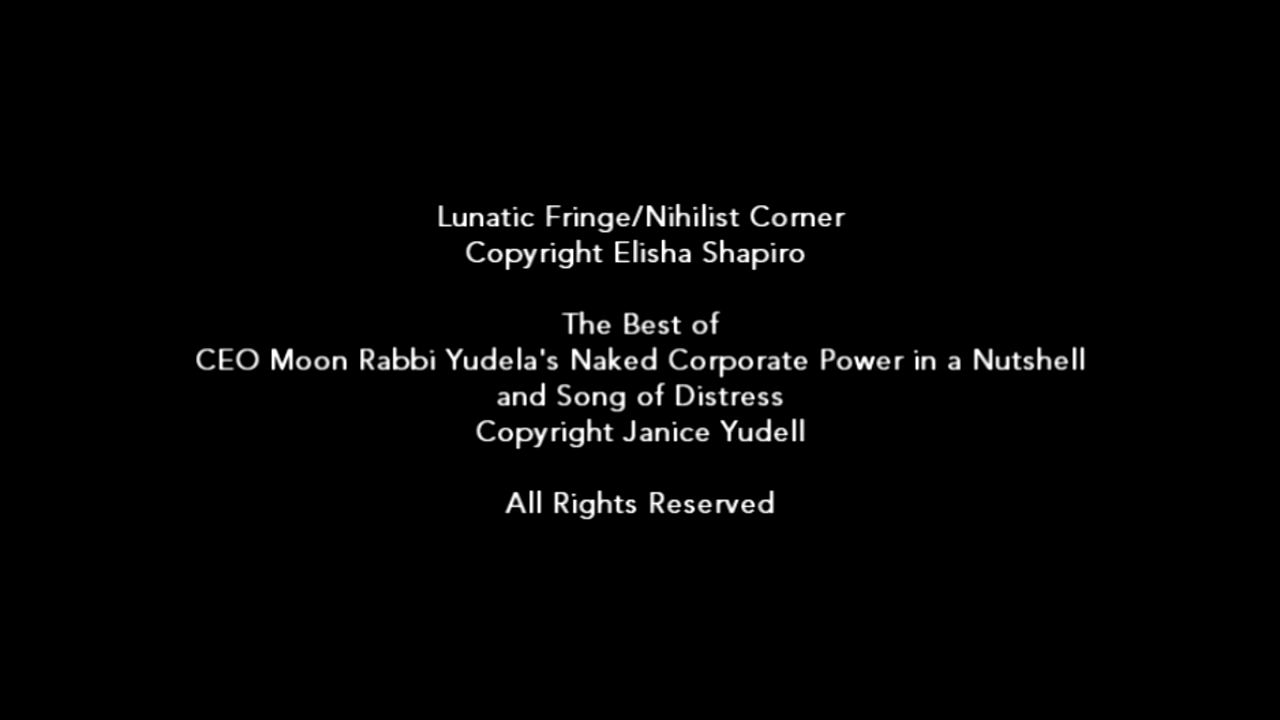 Lunatic Fringe/Nihilist Corner
Copyright Elisha Shapiro
The Best of
CEO Moon Rabbi Yudela's Naked Corporate Power in a Nutshell
and Song of Distress
Copyright Janice Yudell
All Rights Reserved